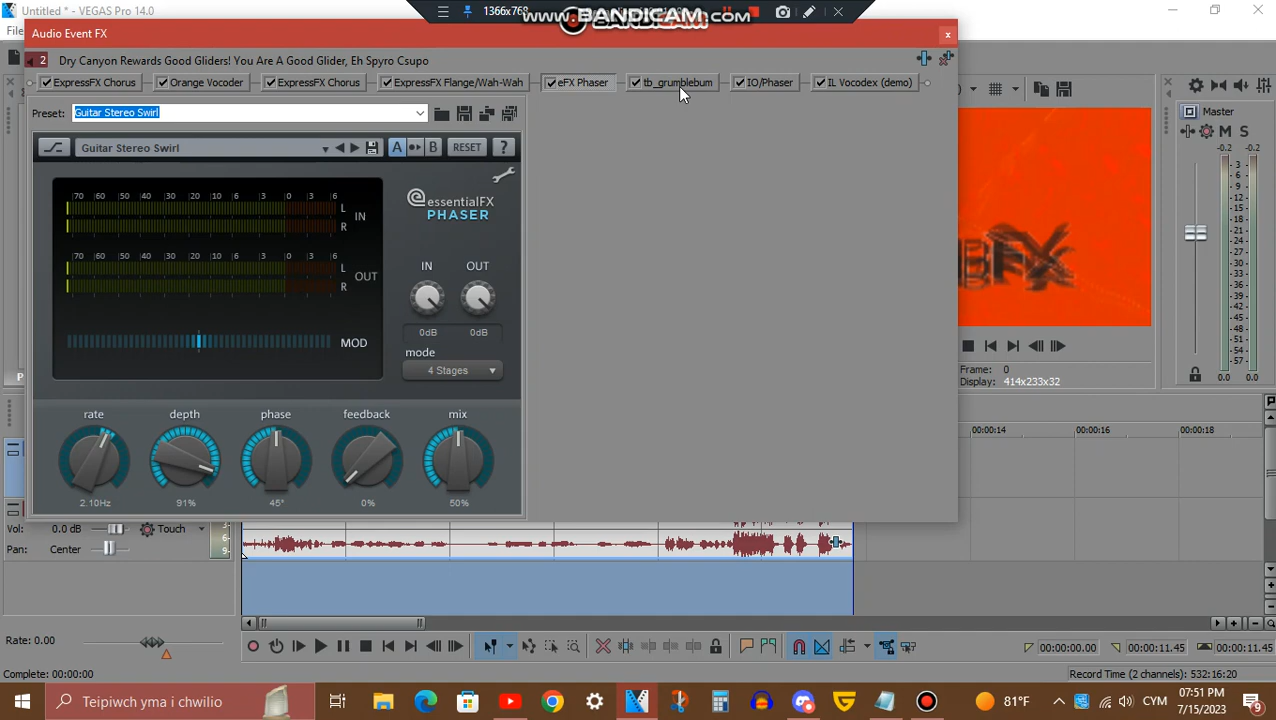 Untitled * - VEGAS Pro 14.0
1366x768
www.BANDICAM.com
Audio Event FX
2 Dry Canyon Rewards Good Gliders! You Are A Good Glider, Eh Spyro Csupo
ExpressFX Chorus Orange Vocoder ExpressFX Chorus ExpressFX Flange/Wah-Wah eFX Phaser tb_grumblebum IO/Phaser IL Vocodex (demo)
Preset: Guitar Stereo Swirl
Guitar Stereo Swirl A B RESET ?
70 60 50 40 30 20 10 3 0 3 6
L IN
R
70 60 50 40 30 20 10 3 0 3 6
L OUT
R
MOD
essentialFX
PHASER
IN OUT
0dB 0dB
mode
4 Stages
rate depth phase feedback mix
2.10Hz 91% 45° 0% 50%
Master
M S
-0.2 -0.2
3
6
9
12
15
18
21
24
27
30
33
36
39
42
45
48
51
54
57
0.0 0.0
Frame: 0
Display: 414x233x32
00:00:14 00:00:16 00:00:18
Vol: 0.0 dB Touch
Pan: Center
Rate: 0.00
00:00:00.00 00:00:11.45 00:00:11.45
Complete: 00:00:00
Record Time (2 channels): 532:16:20
Teipiwch yma i chwilio
81°F CYM 07:51 PM
7/15/2023
9